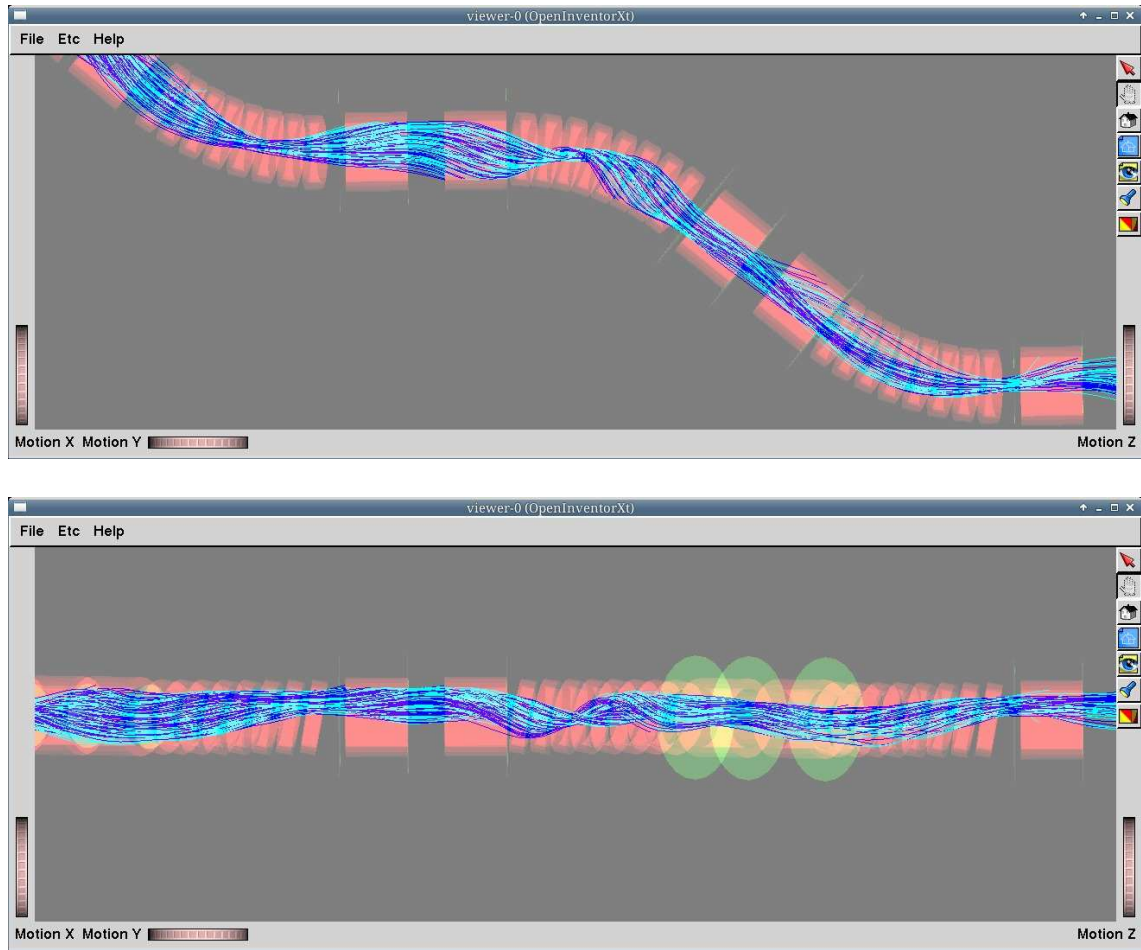 viewer-0 (OpenInventorXt)
File Etc Help
Motion X Motion Y Motion Z
viewer-0 (OpenInventorXt)
File Etc Help
Motion X Motion Y Motion Z